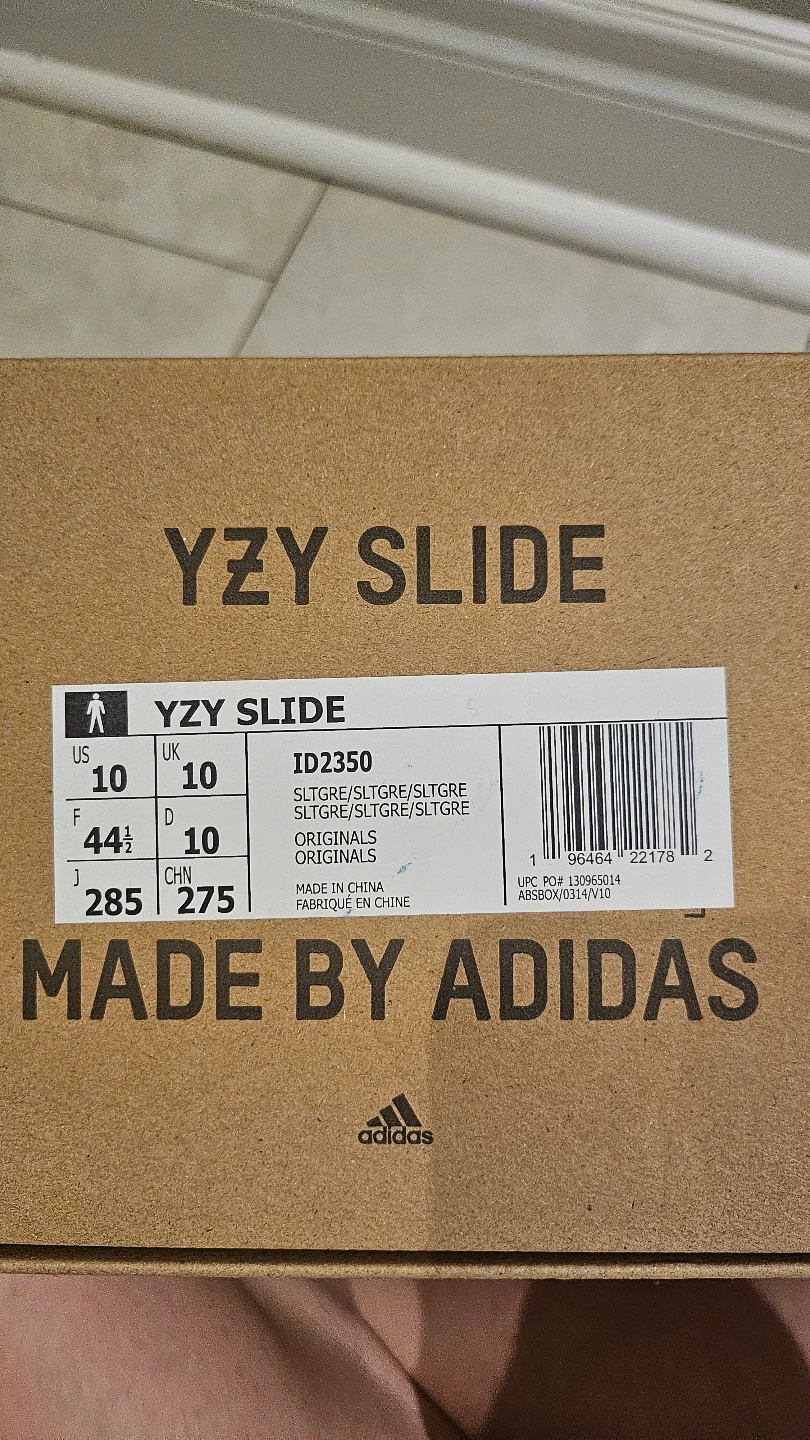 YZY SLIDE
YZY SLIDE
US
10
UK
10
F
44½
D
10
J
285
CHN
275
ID2350
SLTGRE/SLTGRE/SLTGRE
SLTGRE/SLTGRE/SLTGRE
ORIGINALS
ORIGINALS
MADE IN CHINA
FABRIQUÉ EN CHINE
1 96464 22178 2
UPC PO# 130965014
ABSBOX/0314/V10
MADE BY ADIDAS
adidas